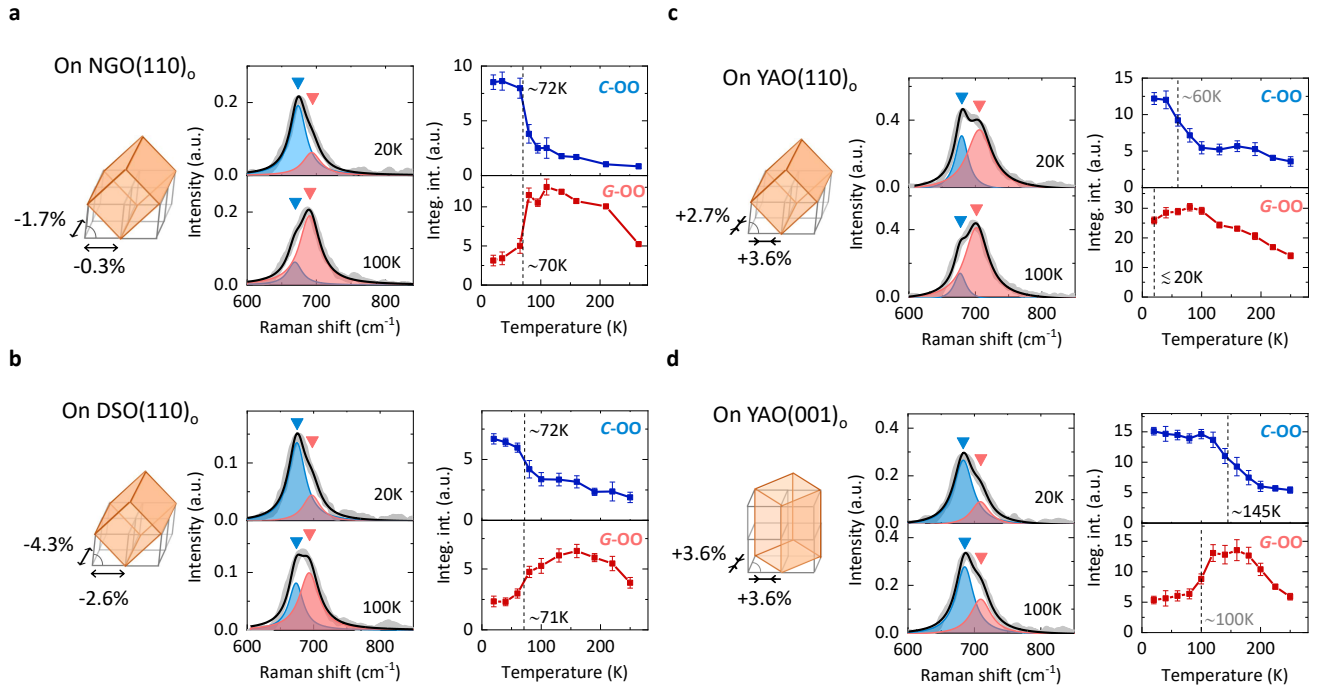 a
On NGO(110)o
-1.7%
-0.3%
Intensity (a.u.)
0.2
0.0
0.2
0.0
20K
100K
600 700 800
Raman shift (cm-1)
Integ. int. (a.u.)
10
5
0
10
5
0
~72K
C-OO
G-OO
~70K
0 100 200
Temperature (K)
b
On DSO(110)o
-4.3%
-2.6%
Intensity (a.u.)
0.1
0.0
0.1
0.0
20K
100K
600 700 800
Raman shift (cm-1)
Integ. int. (a.u.)
10
5
0
5
0
~72K
C-OO
G-OO
~71K
0 100 200
Temperature (K)
c
On YAO(110)o
+2.7%
+3.6%
Intensity (a.u.)
0.4
0.0
0.4
0.0
20K
100K
600 700 800
Raman shift (cm-1)
Integ. int. (a.u.)
15
10
5
0
30
20
10
0
~60K
C-OO
G-OO
≲ 20K
0 100 200
Temperature (K)
d
On YAO(001)o
+3.6%
+3.6%
Intensity (a.u.)
0.4
0.2
0.0
0.4
0.2
0.0
20K
100K
600 700 800
Raman shift (cm-1)
Integ. int. (a.u.)
15
10
5
0
15
10
5
0
C-OO
~145K
G-OO
~100K
0 100 200
Temperature (K)